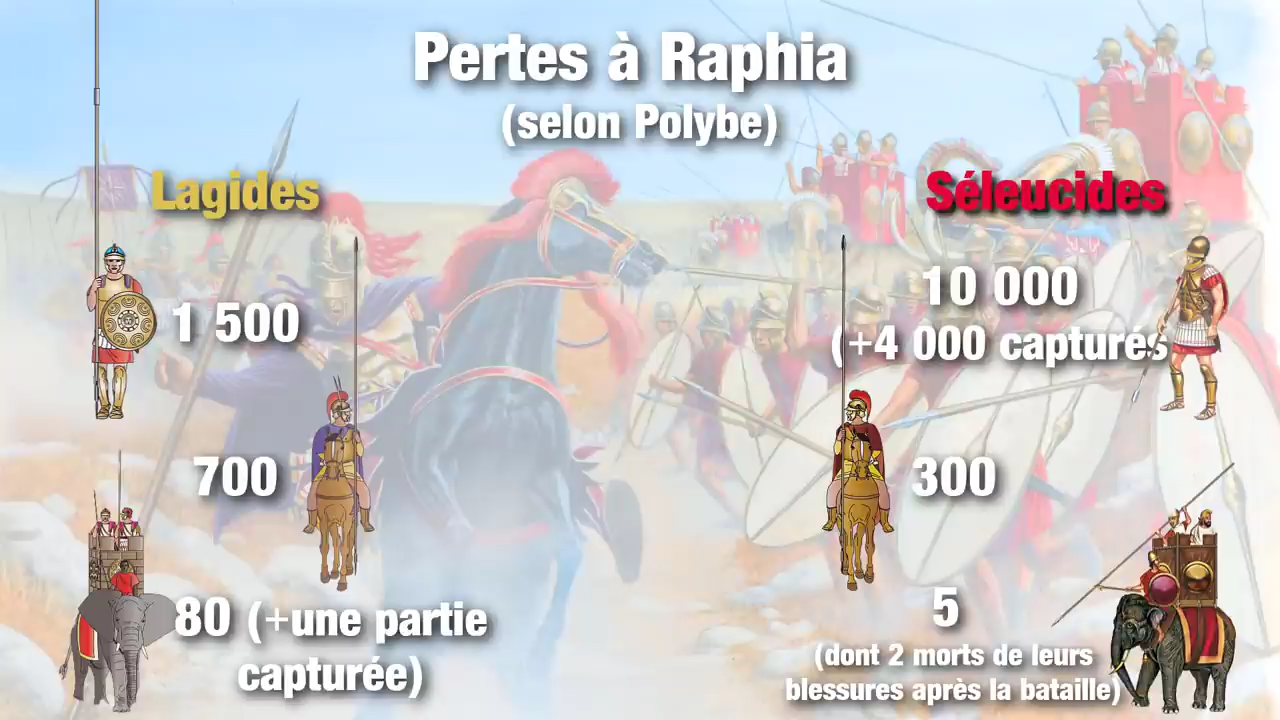 Pertes à Raphia
(selon Polybe)
Lagides
Séleucides
1 500
10 000
(+4 000 capturés
700
300
80 (+une partie
capturée)
5
(dont 2 morts de leurs
blessures après la bataille)